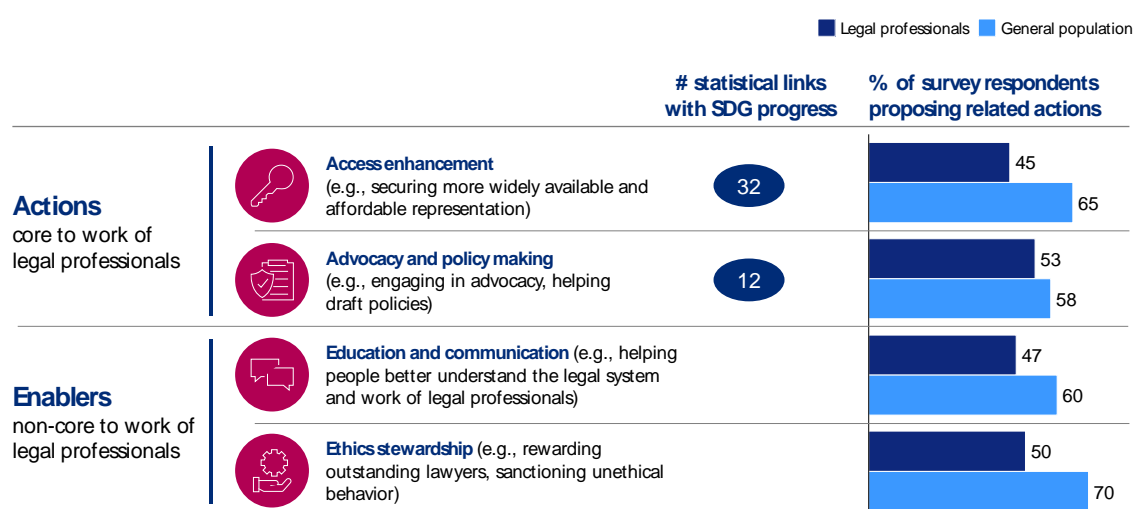 Legal professionals General population
# statistical links with SDG progress
% of survey respondents proposing related actions
Actions
core to work of
legal professionals
Access enhancement
(e.g., securing more widely available and
affordable representation)
32
45
65
Advocacy and policy making
(e.g., engaging in advocacy, helping
draft policies)
12
53
58
Enablers
non-core to work of
legal professionals
Education and communication (e.g., helping
people better understand the legal system
and work of legal professionals)
47
60
Ethics stewardship (e.g., rewarding
outstanding lawyers, sanctioning unethical
behavior)
50
70